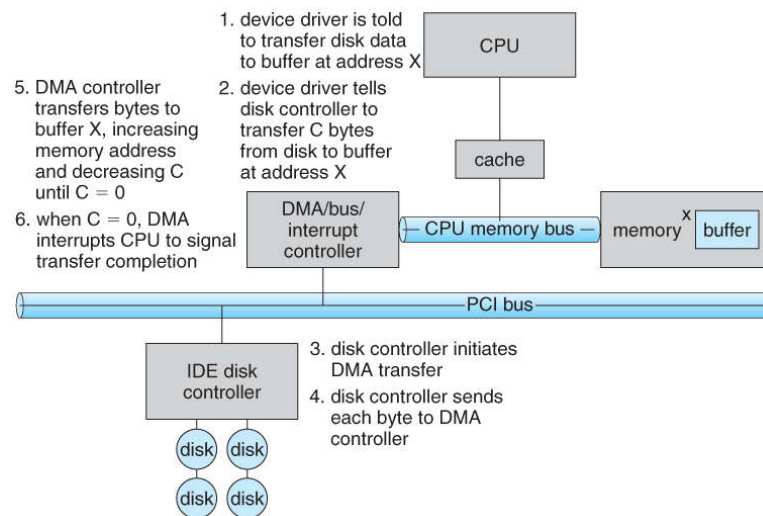 1. device driver is told
to transfer disk data
to buffer at address X
CPU
5. DMA controller
transfers bytes to
buffer X, increasing
memory address
and decreasing C
until C = 0
2. device driver tells
disk controller to
transfer C bytes
from disk to buffer
at address X
cache
6. when C = 0, DMA
interrupts CPU to signal
transfer completion
DMA/bus/
interrupt
controller
CPU memory bus
memory
x
buffer
PCI bus
IDE disk
controller
3. disk controller initiates
DMA transfer
4. disk controller sends
each byte to DMA
controller
disk
disk
disk
disk